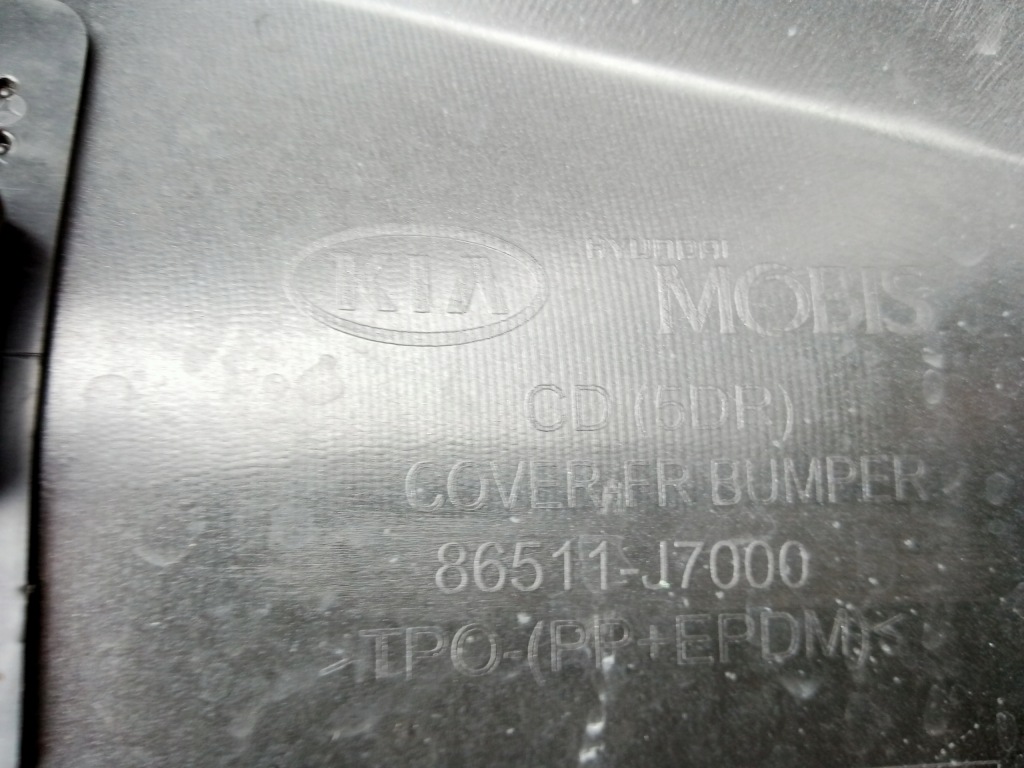 KIA
HYUNDAI
MOBIS
CD (5DR)
COVER-FR BUMPER
86511-J7000
>TPO-(PP+EPDM)<